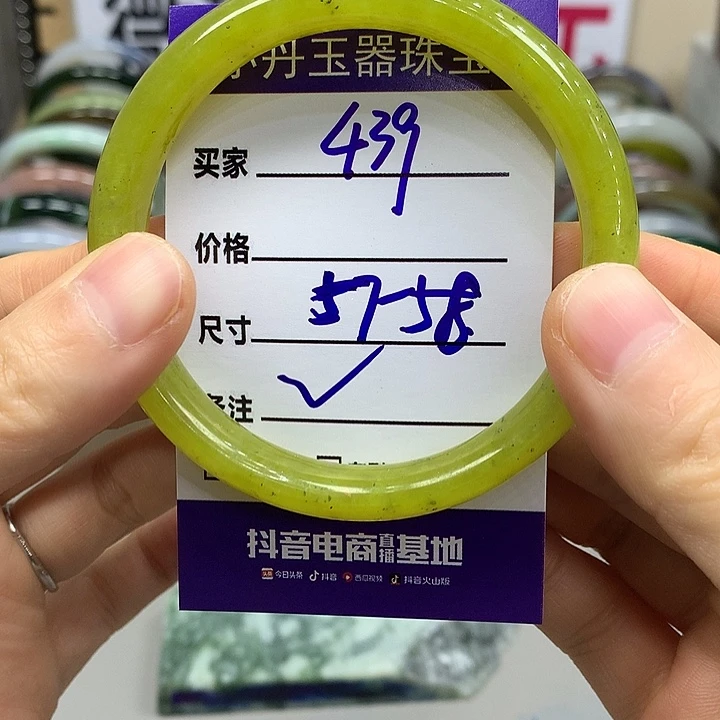 丹玉器珠宝
买家 439
价格
尺寸 57-58
备注 ✓
抖音电商直播基地
今日头条 抖音 西瓜视频 抖音火山版